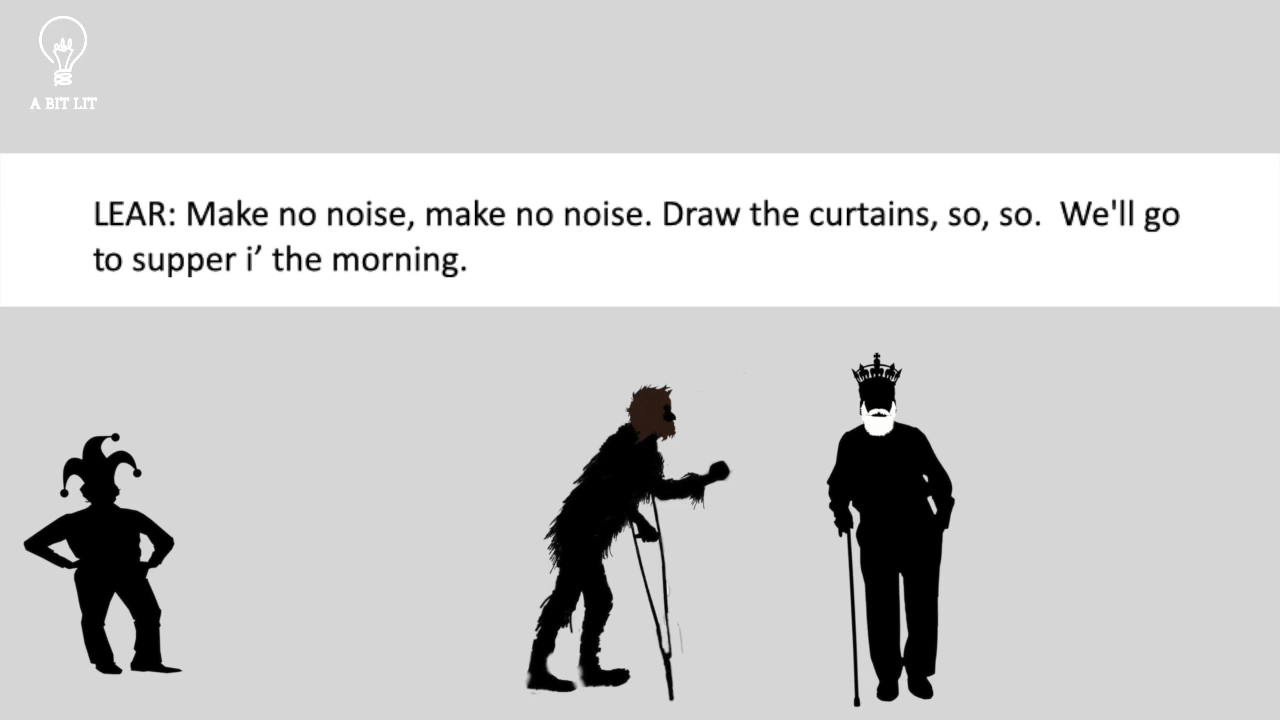 A BIT LIT
LEAR: Make no noise, make no noise. Draw the curtains, so, so.  We'll go
to supper i’ the morning.